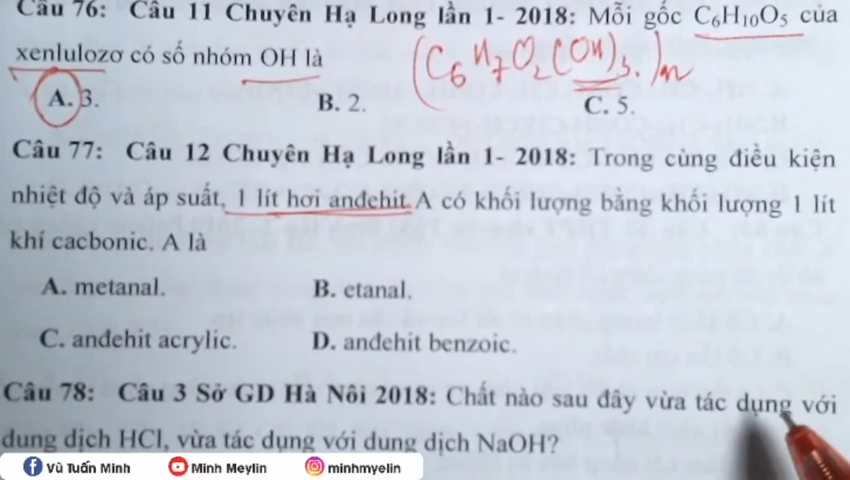 Câu 76: Câu 11 Chuyên Hạ Long lần 1- 2018: Mỗi gốc C₆H₁₀O₅ của
xenlulozơ có số nhóm OH là
(C₆H₇O₂(OH)₃)n
A. 3. B. 2. C. 5.
Câu 77: Câu 12 Chuyên Hạ Long lần 1- 2018: Trong cùng điều kiện
nhiệt độ và áp suất, 1 lít hơi anđehit A có khối lượng bằng khối lượng 1 lít
khí cacbonic. A là
A. metanal. B. etanal.
C. anđehit acrylic. D. anđehit benzoic.
Câu 78: Câu 3 Sở GD Hà Nôi 2018: Chất nào sau đây vừa tác dụng với
dung dịch HCl, vừa tác dụng với dung dịch NaOH?
Vũ Tuấn Minh Minh Meylin minhmyelin